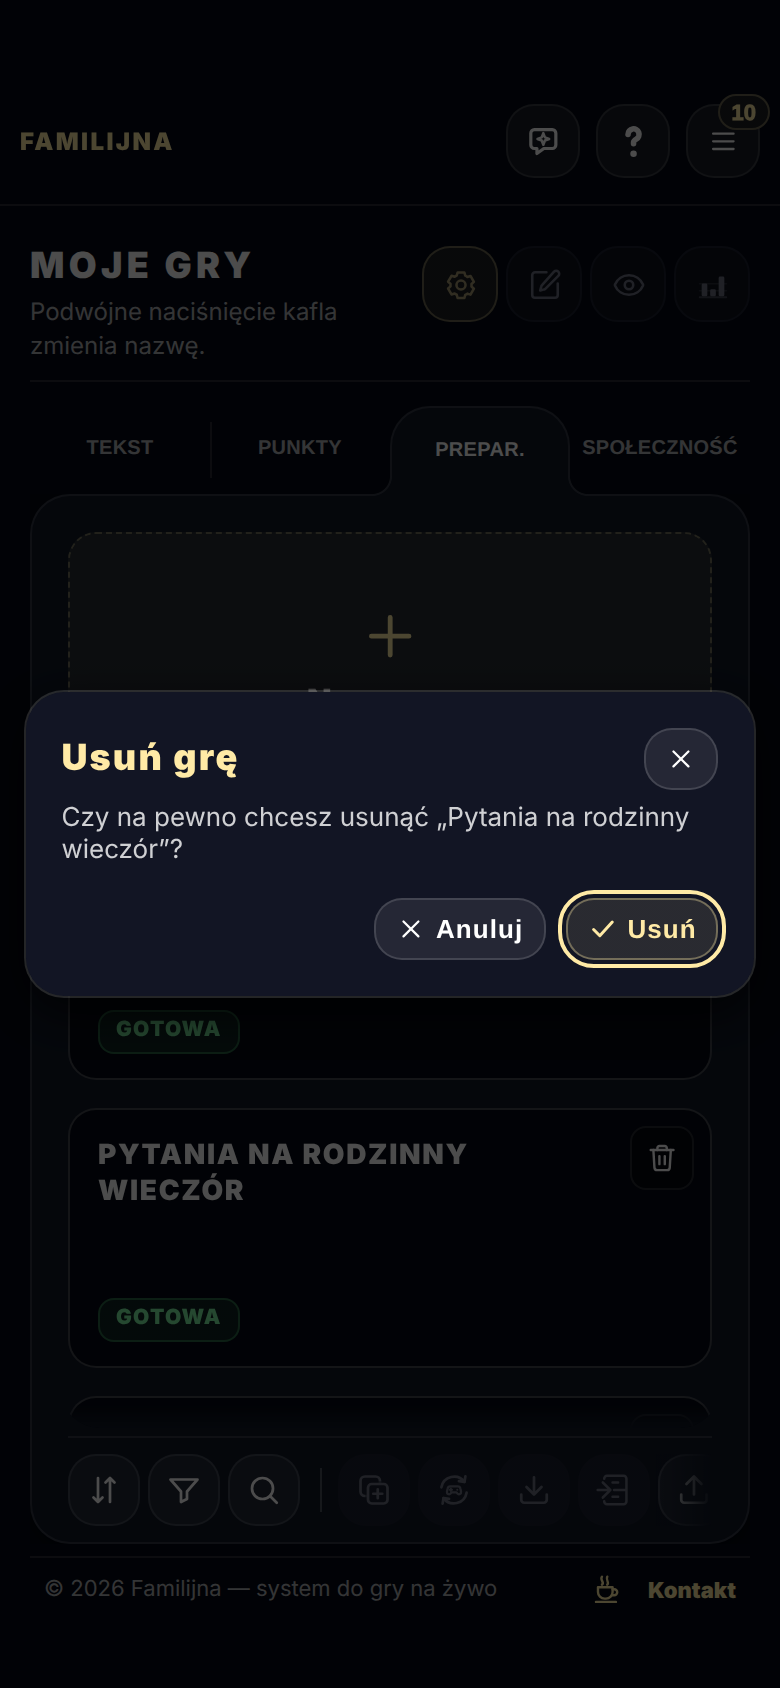 10
FAMILIJNA
MOJE GRY
Podwójne naciśnięcie kafla
zmienia nazwę.
TEKST
PUNKTY
PREPAR.
SPOŁECZNOŚĆ
Usuń grę
Czy na pewno chcesz usunąć „Pytania na rodzinny
wieczór”?
Anuluj
Usuń
GOTOWA
PYTANIA NA RODZINNY
WIECZÓR
GOTOWA
© 2026 Familijna — system do gry na żywo
Kontakt